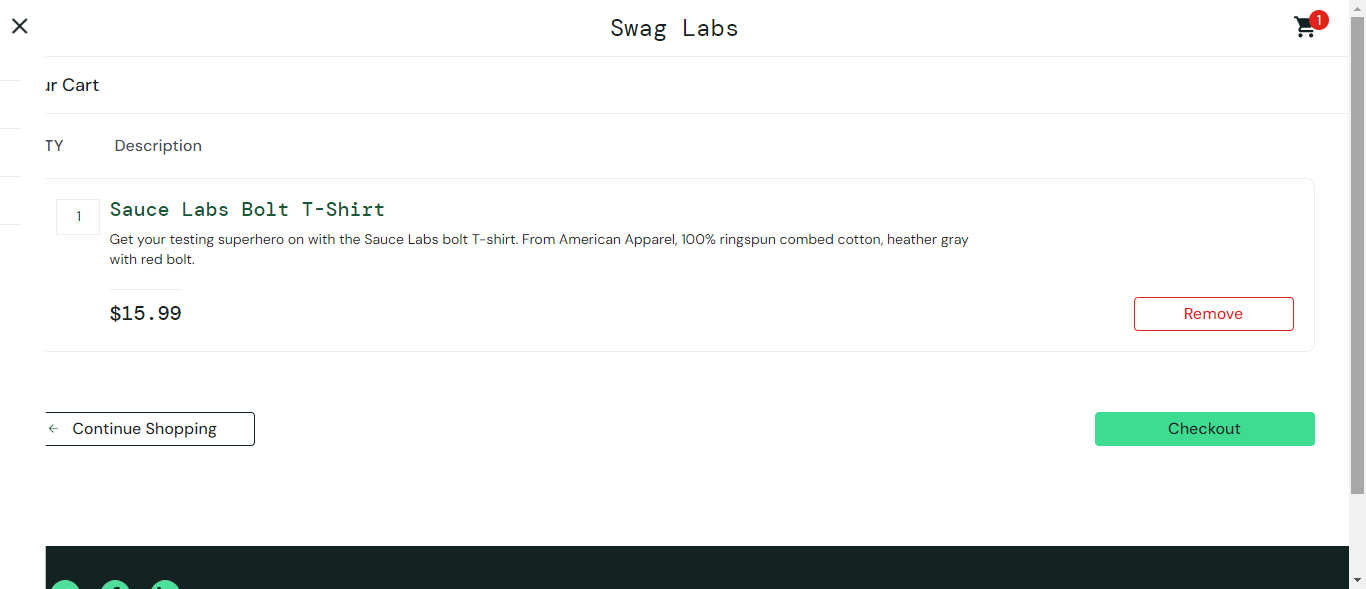 Swag Labs
1
ur Cart
TY Description
1
Sauce Labs Bolt T-Shirt
Get your testing superhero on with the Sauce Labs bolt T-shirt. From American Apparel, 100% ringspun combed cotton, heather gray
with red bolt.
$15.99
Remove
Continue Shopping
Checkout